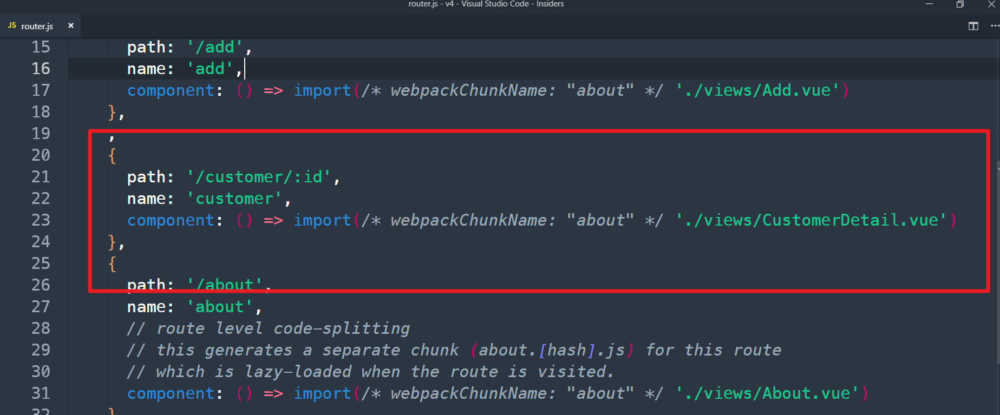 router.js - v4 - Visual Studio Code - Insiders
JS router.js ×
15 path: '/add',
16 name: 'add',
17 component: () => import(/* webpackChunkName: "about" */ './views/Add.vue')
18 },
19 ,
20 {
21 path: '/customer/:id',
22 name: 'customer',
23 component: () => import(/* webpackChunkName: "about" */ './views/CustomerDetail.vue')
24 },
25 {
26 path: '/about',
27 name: 'about',
28 // route level code-splitting
29 // this generates a separate chunk (about.[hash].js) for this route
30 // which is lazy-loaded when the route is visited.
31 component: () => import(/* webpackChunkName: "about" */ './views/About.vue')
32 }